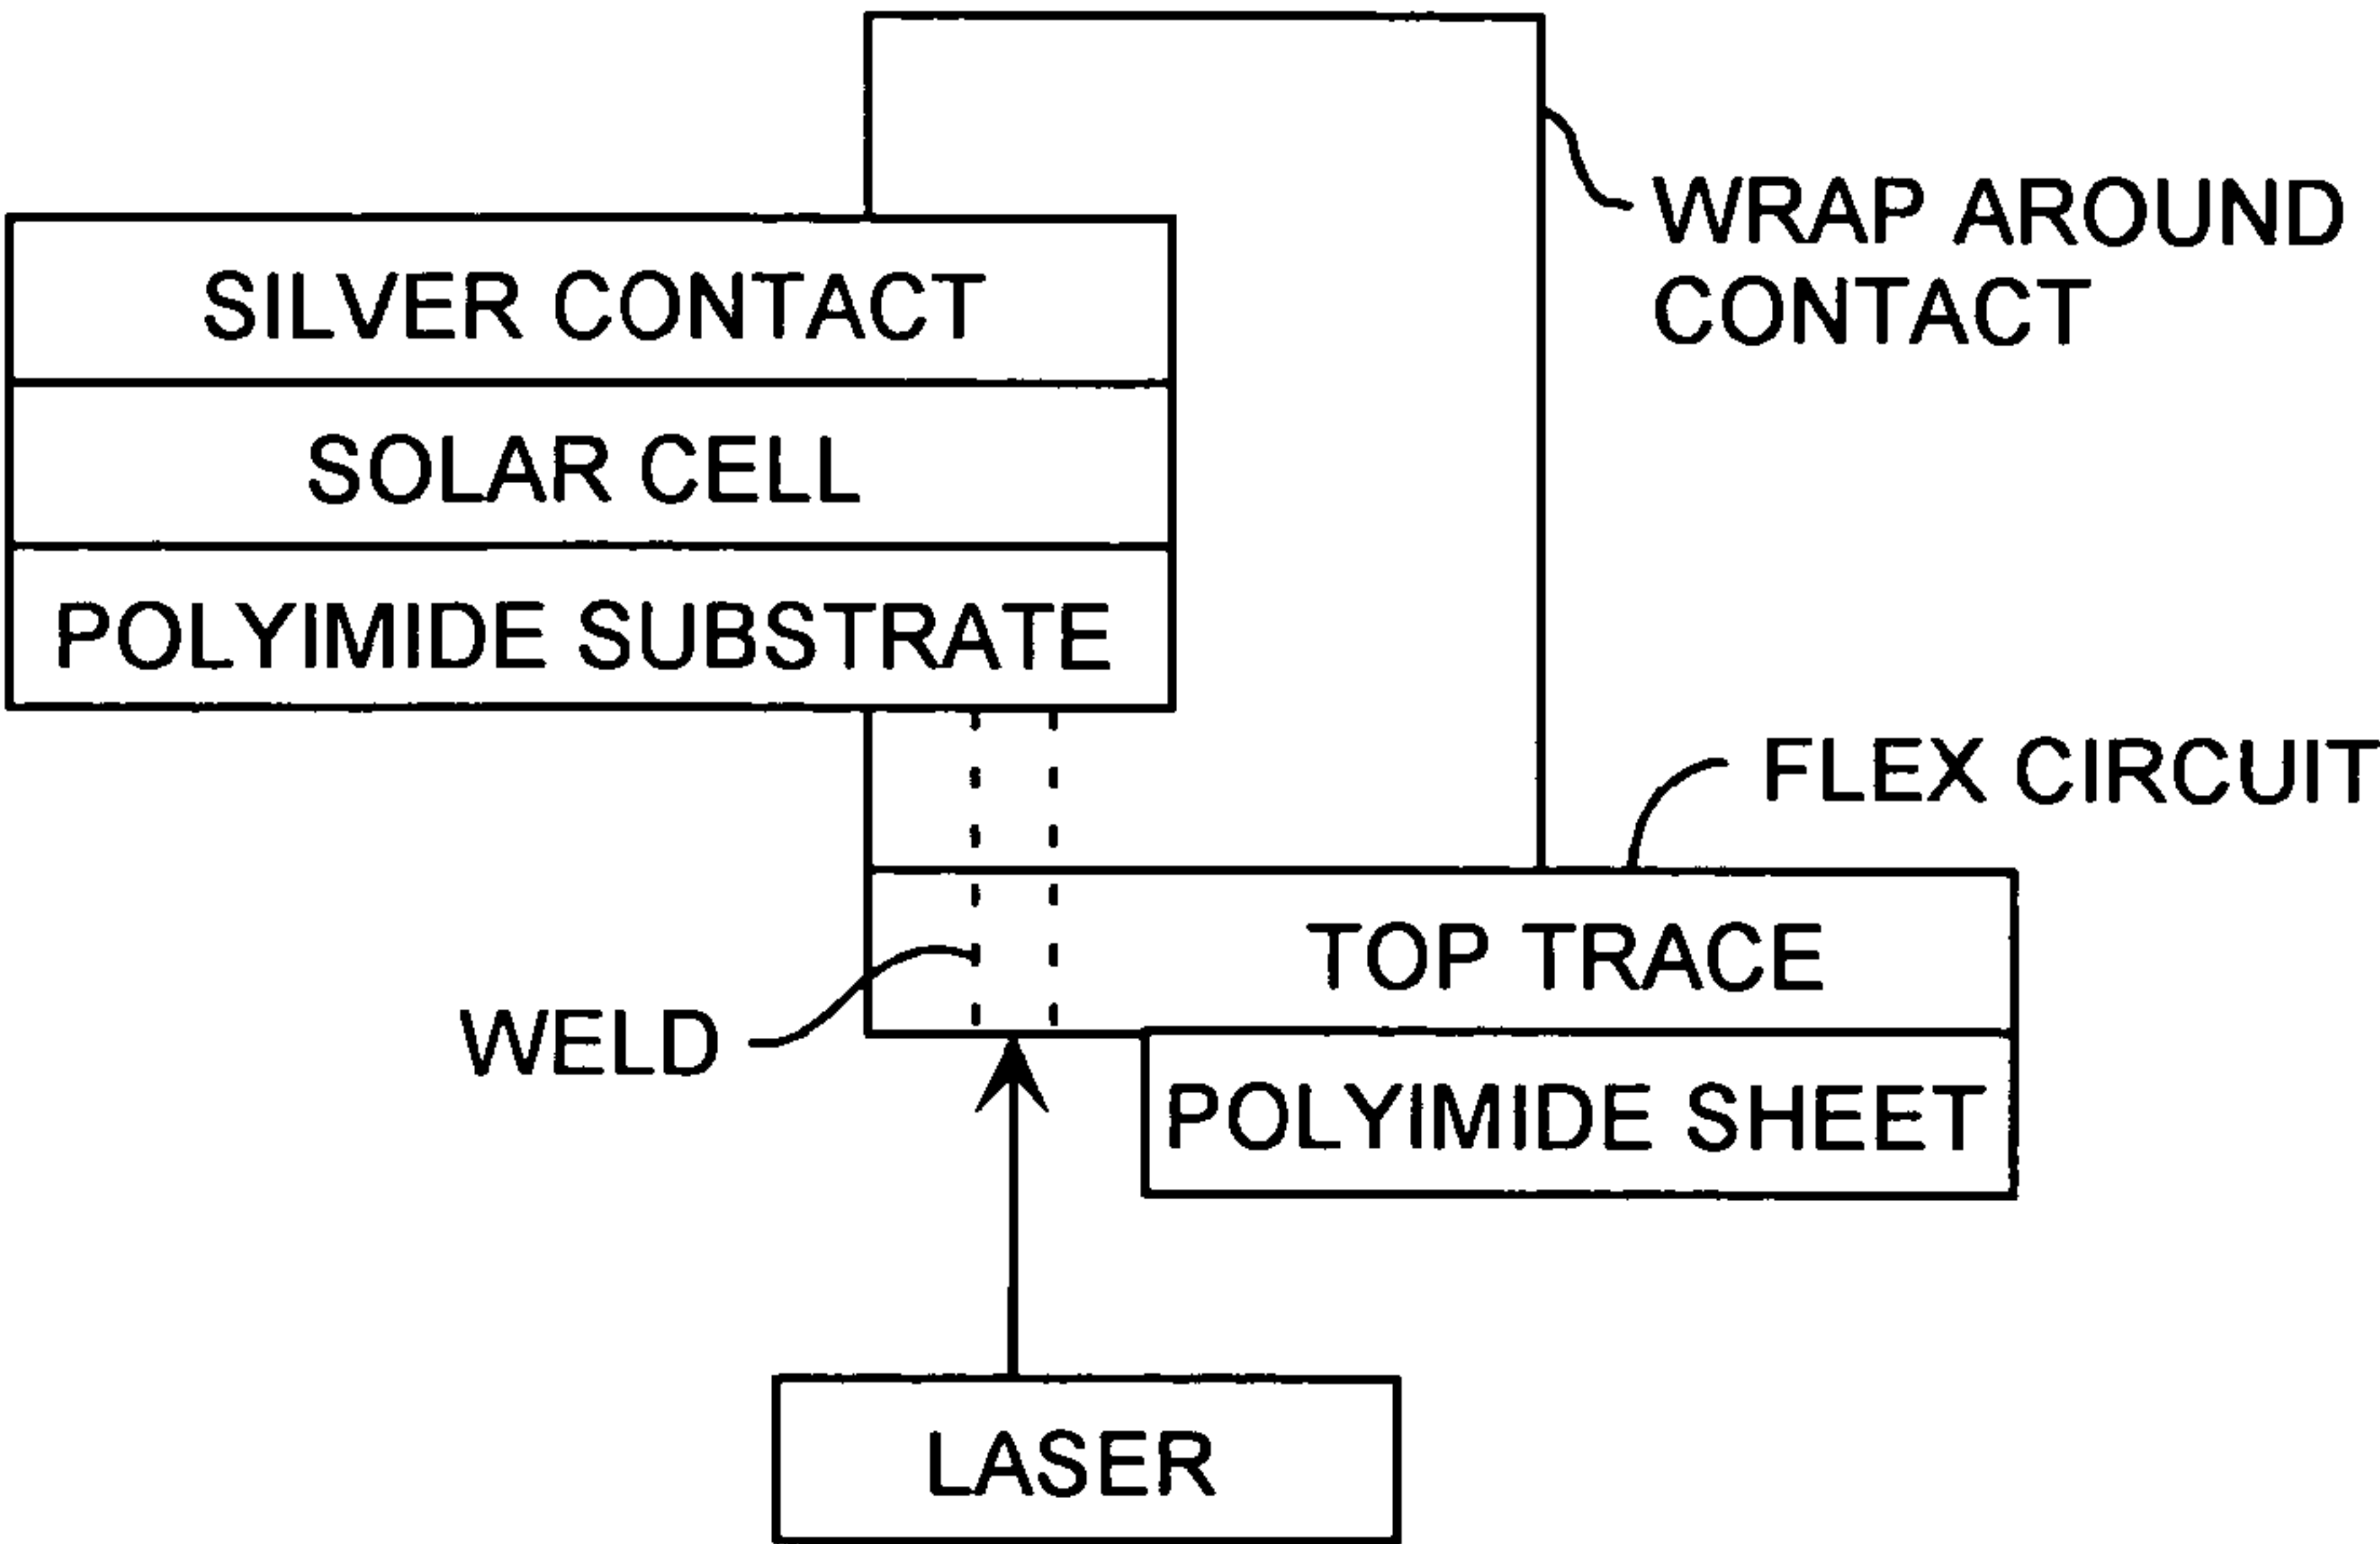 WRAP AROUND
CONTACT
SILVER CONTACT
SOLAR CELL
POLYIMIDE SUBSTRATE
FLEX CIRCUIT
TOP TRACE
WELD
POLYIMIDE SHEET
LASER